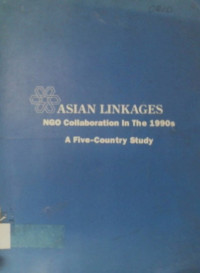 ASIAN LINKAGES
NGO Collaboration In The 1990s
A Five-Country Study